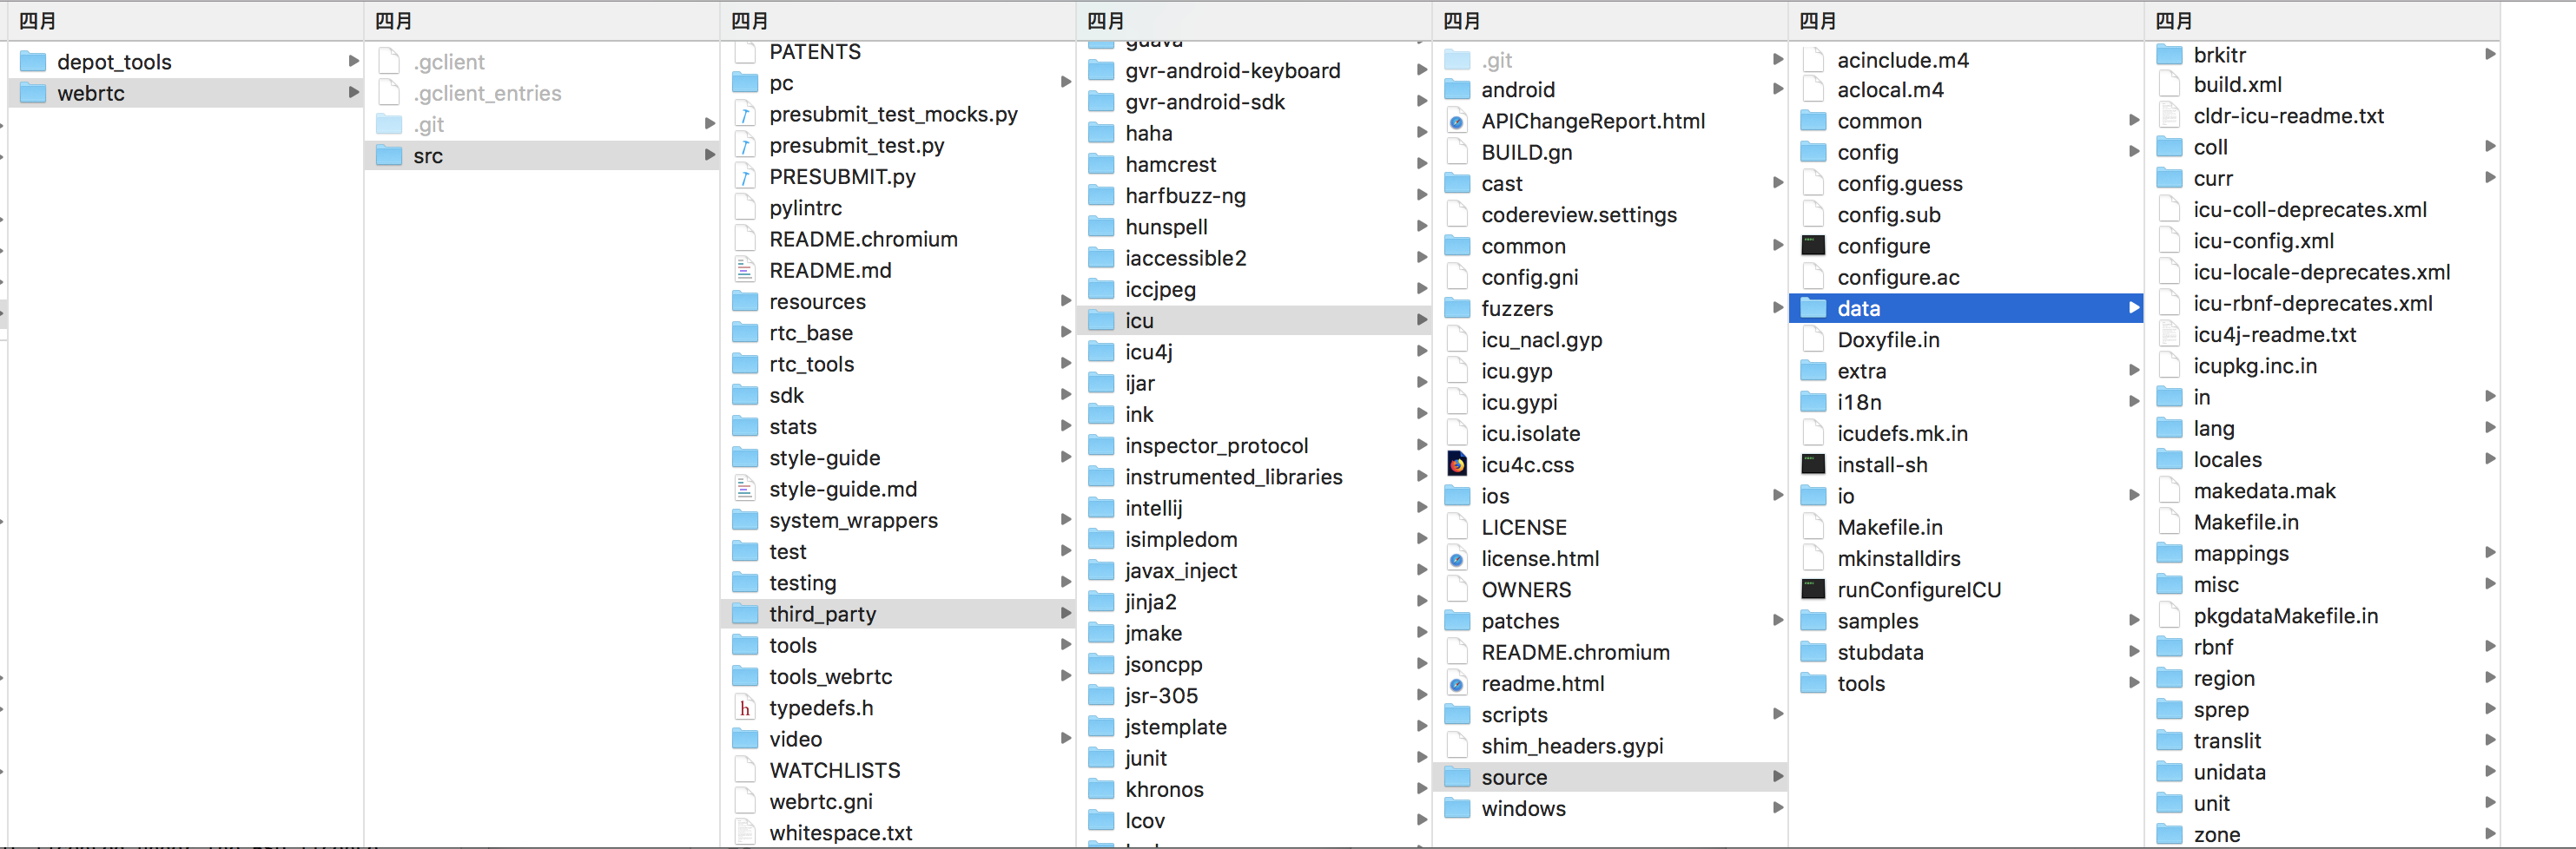 四月
depot_tools
webrtc
四月
.gclient
.gclient_entries
.git
src
四月
PATENTS
pc
presubmit_test_mocks.py
presubmit_test.py
PRESUBMIT.py
pylintrc
README.chromium
README.md
resources
rtc_base
rtc_tools
sdk
stats
style-guide
style-guide.md
system_wrappers
test
testing
third_party
tools
tools_webrtc
typedefs.h
video
WATCHLISTS
webrtc.gni
whitespace.txt
四月
guava
gvr-android-keyboard
gvr-android-sdk
haha
hamcrest
harfbuzz-ng
hunspell
iaccessible2
iccjpeg
icu
icu4j
ijar
ink
inspector_protocol
instrumented_libraries
intellij
isimpledom
javax_inject
jinja2
jmake
jsoncpp
jsr-305
jstemplate
junit
khronos
lcov
四月
.git
android
APIChangeReport.html
BUILD.gn
cast
codereview.settings
common
config.gni
fuzzers
icu_nacl.gyp
icu.gyp
icu.gypi
icu.isolate
icu4c.css
ios
LICENSE
license.html
OWNERS
patches
README.chromium
readme.html
scripts
shim_headers.gypi
source
windows
四月
acinclude.m4
aclocal.m4
common
config
config.guess
config.sub
configure
configure.ac
data
Doxyfile.in
extra
i18n
icudefs.mk.in
install-sh
io
Makefile.in
mkinstalldirs
runConfigureICU
samples
stubdata
tools
四月
brkitr
build.xml
cldr-icu-readme.txt
coll
curr
icu-coll-deprecates.xml
icu-config.xml
icu-locale-deprecates.xml
icu-rbnf-deprecates.xml
icu4j-readme.txt
icupkg.inc.in
in
lang
locales
makedata.mak
Makefile.in
mappings
misc
pkgdataMakefile.in
rbnf
region
sprep
translit
unidata
unit
zone